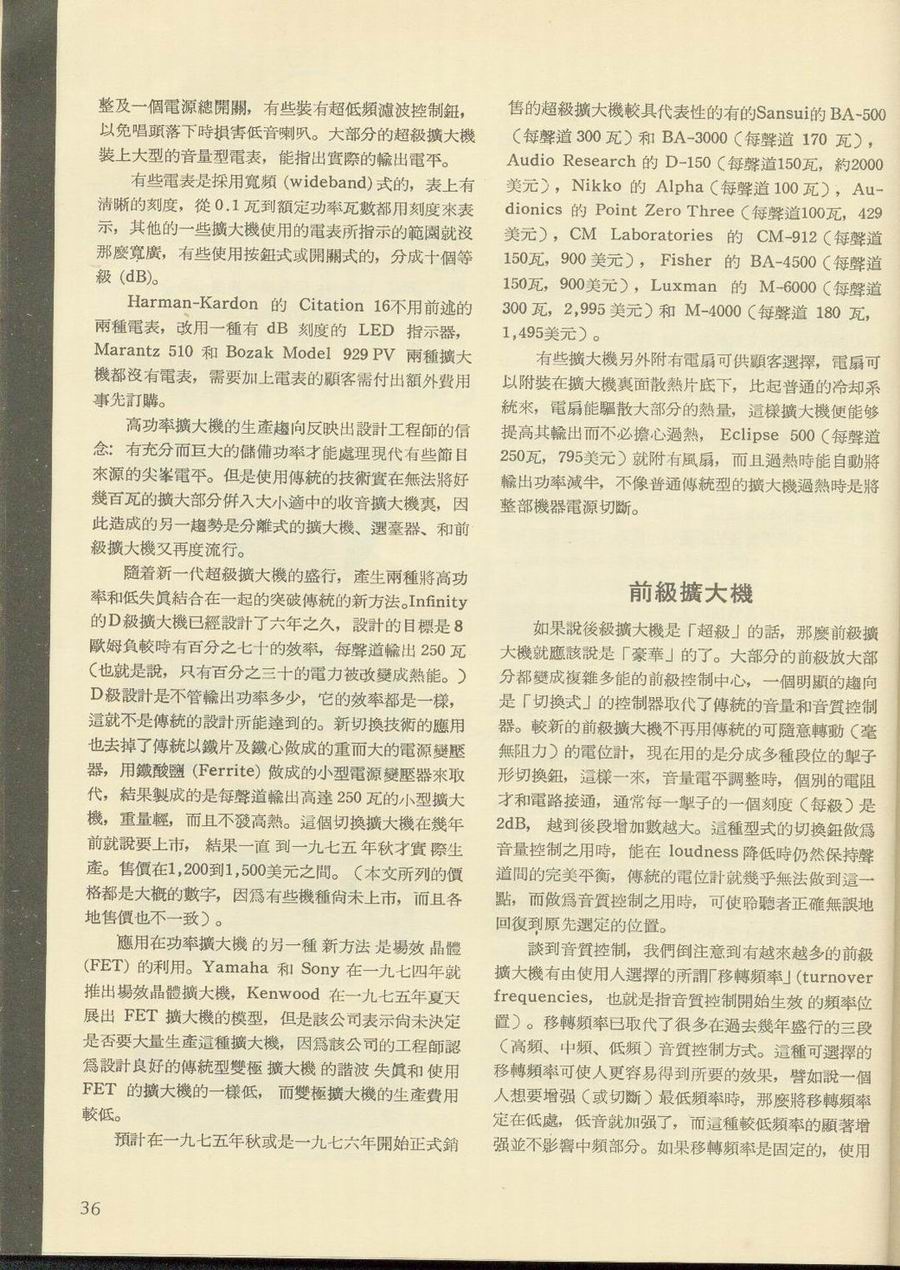 整及一個電源總開關，有些裝有超低頻濾波控制鈕，
以免唱頭落下時損害低音喇叭。大部分的超級擴大機
裝上大型的音量型電表，能指出實際的輸出電平。
有些電表是採用寬頻 (wideband) 式的，表上有
清晰的刻度，從 0.1 瓦到額定功率瓦數都用刻度來表
示，其他的一些擴大機使用的電表所指示的範圍就沒
那麼寬廣，有些使用按鈕式或開關式的，分成十個等
級 (dB)。
Harman-Kardon 的 Citation 16不用前述的
兩種電表，改用一種有 dB 刻度的 LED 指示器，
Marantz 510 和 Bozak Model 929 PV 兩種擴大
機都沒有電表，需要加上電表的顧客需付出額外費用
事先訂購。
高功率擴大機的生產趨向反映出設計工程師的信
念：有充分而巨大的儲備功率才能處理現代有些節目
來源的尖峯電平。但是使用傳統的技術實在無法將好
幾百瓦的擴大部分併入大小適中的收音擴大機裏，因
此造成的另一趨勢是分離式的擴大機、選臺器、和前
級擴大機又再度流行。
隨着新一代超級擴大機的盛行，產生兩種將高功
率和低失眞結合在一起的突破傳統的新方法。Infinity
的D級擴大機已經設計了六年之久，設計的目標是 8
歐姆負載時有百分之七十的效率，每聲道輸出 250 瓦
（也就是說，只有百分之三十的電力被改變成熱能。）
D級設計是不管輸出功率多少，它的效率都是一樣，
這就不是傳統的設計所能達到的。新切換技術的應用
也去掉了傳統以鐵片及鐵心做成的重而大的電源變壓
器，用鐵酸鹽 (Ferrite) 做成的小型電源變壓器來取
代，結果製成的是每聲道輸出高達 250 瓦的小型擴大
機，重量輕，而且不發高熱。這個切換擴大機在幾年
前就說要上市，結果一直到一九七五年秋才實際生
產。售價在1,200到1,500美元之間。（本文所列的價
格都是大概的數字，因爲有些機種尙未上市，而且各
地售價也不一致）。
應用在功率擴大機的另一種新方法是場效晶體
(FET) 的利用。Yamaha 和 Sony 在一九七四年就
推出場效晶體擴大機，Kenwood 在一九七五年夏天
展出 FET 擴大機的模型，但是該公司表示尙未決定
是否要大量生產這種擴大機，因爲該公司的工程師認
爲設計良好的傳統型雙極擴大機的諧波失眞和使用
FET 的擴大機的一樣低，而雙極擴大機的生產費用
較低。
預計在一九七五年秋或是一九七六年開始正式銷
售的超級擴大機較具代表性的有的Sansui的 BA-500
（每聲道 300 瓦）和 BA-3000（每聲道 170 瓦），
Audio Research 的 D-150（每聲道150瓦，約2000
美元），Nikko 的 Alpha（每聲道 100 瓦），Au-
dionics 的 Point Zero Three（每聲道100瓦，429
美元），CM Laboratories 的 CM-912（每聲道
150瓦，900 美元），Fisher 的 BA-4500（每聲道
150瓦，900美元），Luxman 的 M-6000（每聲道
300 瓦，2,995 美元）和 M-4000（每聲道 180 瓦，
1,495美元）。
有些擴大機另外附有電扇可供顧客選擇，電扇可
以附裝在擴大機裏面散熱片底下，比起普通的冷却系
統來，電扇能驅散大部分的熱量，這樣擴大機便能够
提高其輸出而不必擔心過熱，Eclipse 500（每聲道
250瓦，795美元）就附有風扇，而且過熱時能自動將
輸出功率減半，不像普通傳統型的擴大機過熱時是將
整部機器電源切斷。
前級擴大機
如果說後級擴大機是「超級」的話，那麼前級擴
大機就應該說是「豪華」的了。大部分的前級放大部
分都變成複雜多能的前級控制中心，一個明顯的趨向
是「切換式」的控制器取代了傳統的音量和音質控制
器。較新的前級擴大機不再用傳統的可隨意轉動（毫
無阻力）的電位計，現在用的是分成多種段位的掣子
形切換鈕，這樣一來，音量電平調整時，個別的電阻
才和電路接通，通常每一掣子的一個刻度（每級）是
2dB，越到後段增加數越大。這種型式的切換鈕做爲
音量控制之用時，能在 loudness 降低時仍然保持聲
道間的完美平衡，傳統的電位計就幾乎無法做到這一
點，而做爲音質控制之用時，可使聆聽者正確無誤地
回復到原先選定的位置。
談到音質控制，我們倒注意到有越來越多的前級
擴大機有由使用人選擇的所謂「移轉頻率」(turnover
frequencies，也就是指音質控制開始生效的頻率位
置）。移轉頻率已取代了很多在過去幾年盛行的三段
（高頻、中頻、低頻）音質控制方式。這種可選擇的
移轉頻率可使人更容易得到所要的效果，譬如說一個
人想要增强（或切斷）最低頻率時，那麼將移轉頻率
定在低處，低音就加强了，而這種較低頻率的顯著增
强並不影響中頻部分。如果移轉頻率是固定的，使用
36